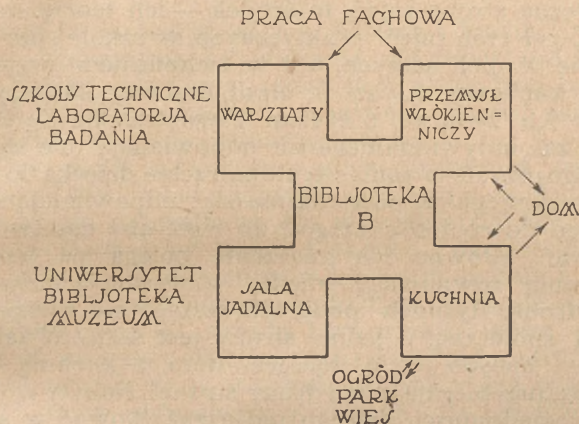 PRACA FACHOWA
SZKOŁY TECHNICZNE
LABORATORJA
BADANIA
WARSZTATY
PRZEMYSŁ
WŁÓKIEN=
NICZY
BIBLJOTEKA
B
DOM
UNIWERSYTET
BIBLJOTEKA
MUZEUM
SALA
JADALNA
KUCHNIA
OGRÓD
PARK
WIEŚ